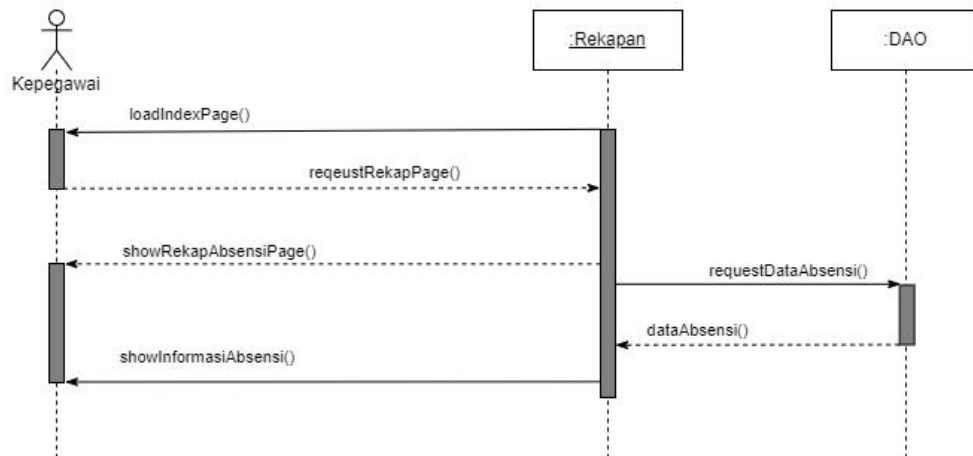 :Rekapan
:DAO
Kepegawai
loadIndexPage()
reqeustRekapPage()
showRekapAbsensiPage()
requestDataAbsensi()
dataAbsensi()
showInformasiAbsensi()